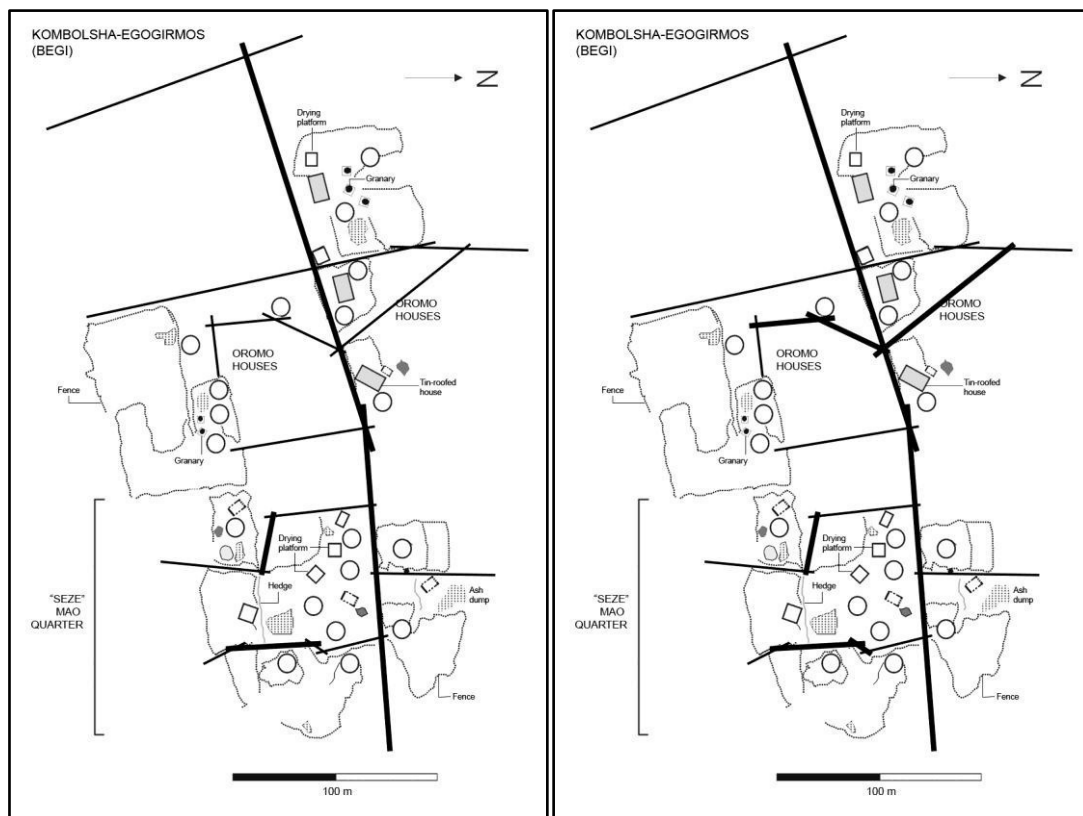 KOMBOLSHA-EGOGIRMOS
(BEGI)
N
Drying
platform
Granary
OROMO
HOUSES
OROMO
HOUSES
Tin-roofed
house
Fence
Granary
Drying
platform
"SEZE"
MAO
QUARTER
Hedge
Ash
dump
Fence
100 m
KOMBOLSHA-EGOGIRMOS
(BEGI)
N
Drying
platform
Granary
OROMO
HOUSES
OROMO
HOUSES
Tin-roofed
house
Fence
Granary
Drying
platform
"SEZE"
MAO
QUARTER
Hedge
Ash
dump
Fence
100 m